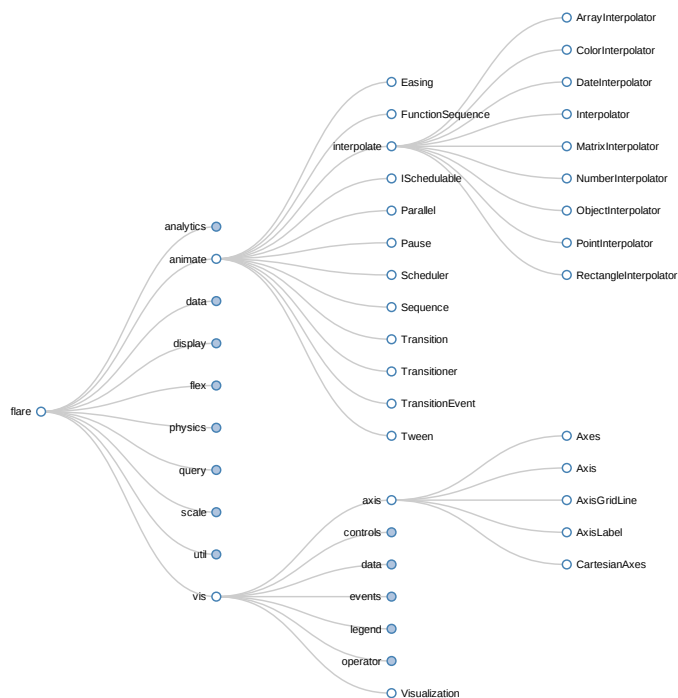 ArrayInterpolator
ColorInterpolator
Easing
DateInterpolator
FunctionSequence
Interpolator
interpolate
MatrixInterpolator
ISchedulable
NumberInterpolator
Parallel
ObjectInterpolator
analytics
Pause
PointInterpolator
animate
Scheduler
RectangleInterpolator
data
Sequence
display
Transition
Transitioner
flex
TransitionEvent
flare
physics
Tween
Axes
query
Axis
axis
AxisGridLine
scale
controls
AxisLabel
util
data
CartesianAxes
vis
events
legend
operator
Visualization